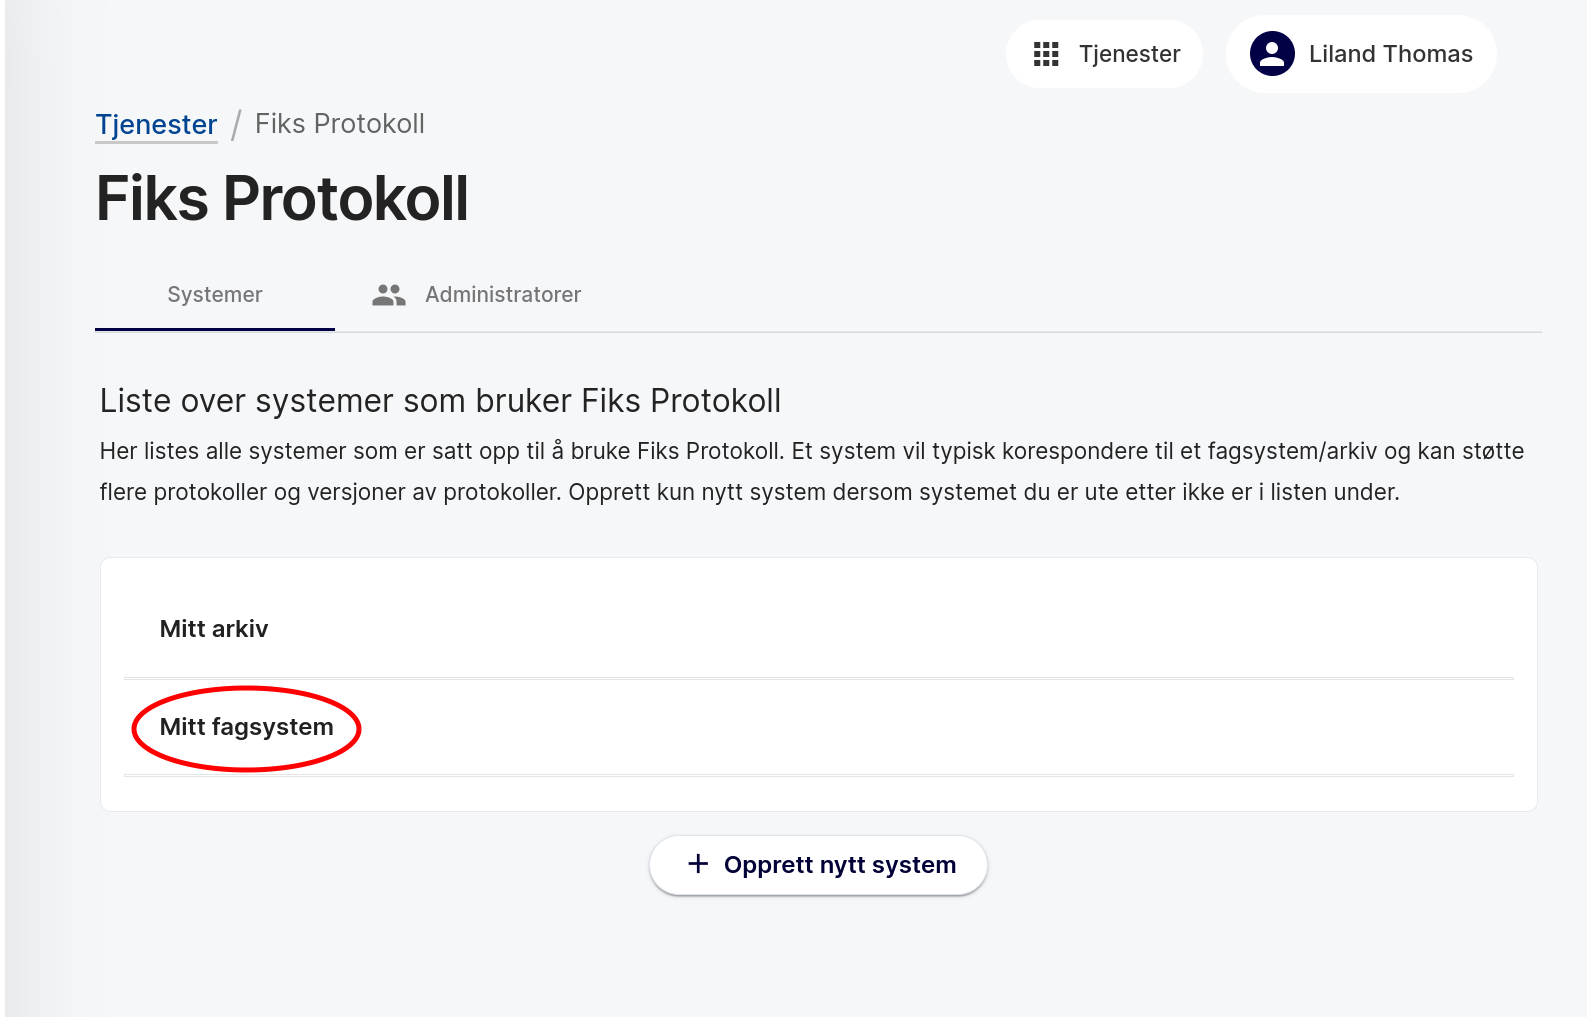 Tjenester
Liland Thomas
Tjenester / Fiks Protokoll
Fiks Protokoll
Systemer
Administratorer
Liste over systemer som bruker Fiks Protokoll
Her listes alle systemer som er satt opp til å bruke Fiks Protokoll. Et system vil typisk korespondere til et fagsystem/arkiv og kan støtte
flere protokoller og versjoner av protokoller. Opprett kun nytt system dersom systemet du er ute etter ikke er i listen under.
Mitt arkiv
Mitt fagsystem
+ Opprett nytt system